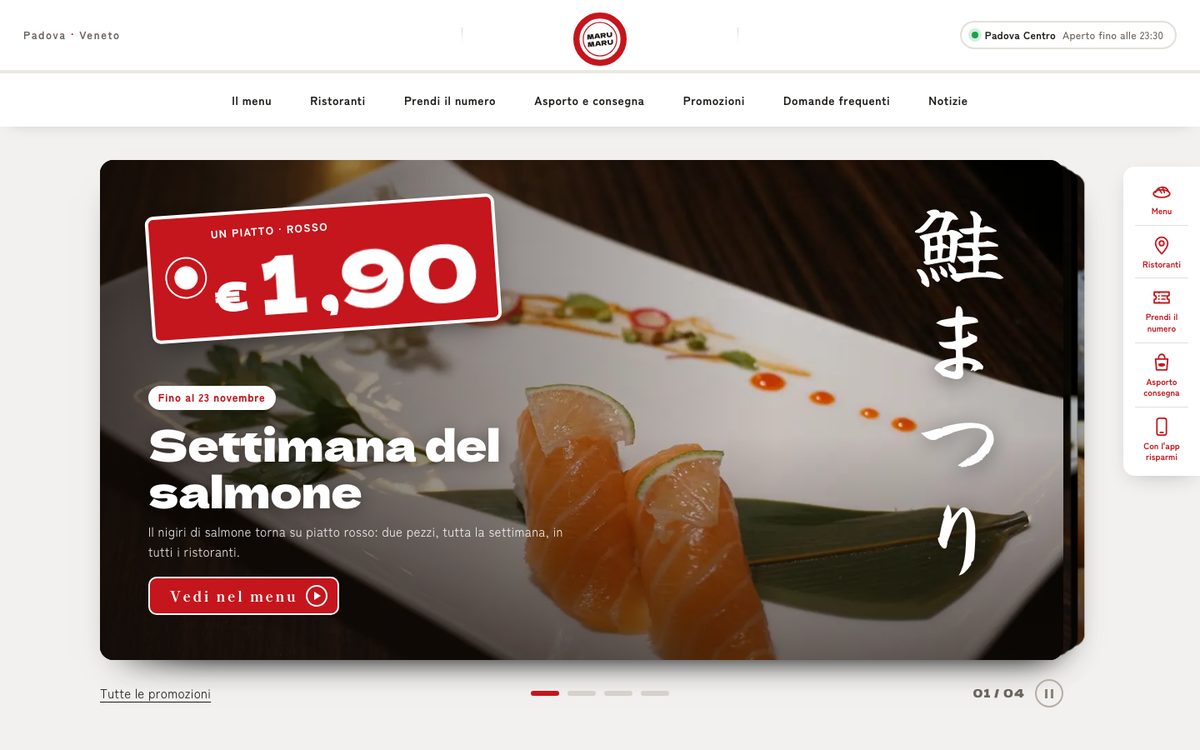 Padova · Veneto
MARU
MARU
Padova Centro Aperto fino alle 23:30
Il menu
Ristoranti
Prendi il numero
Asporto e consegna
Promozioni
Domande frequenti
Notizie
UN PIATTO · ROSSO
€ 1,90
鮭まつり
Fino al 23 novembre
Settimana del
salmone
Il nigiri di salmone torna su piatto rosso: due pezzi, tutta la settimana, in
tutti i ristoranti.
Vedi nel menu
Menu
Ristoranti
Prendi il
numero
Asporto
consegna
Con l'app
risparmi
Tutte le promozioni
01 / 04